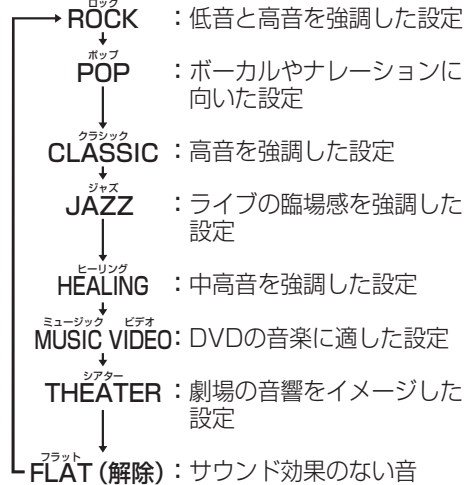 ロック
ROCK ：低音と高音を強調した設定
ポップ
POP ：ボーカルやナレーションに
向いた設定
クラシック
CLASSIC ：高音を強調した設定
ジャズ
JAZZ ：ライブの臨場感を強調した
設定
ヒーリング
HEALING ：中高音を強調した設定
ミュージック ビデオ
MUSIC VIDEO：DVDの音楽に適した設定
シアター
THEATER ：劇場の音響をイメージした
設定
フラット
FLAT（解除）：サウンド効果のない音